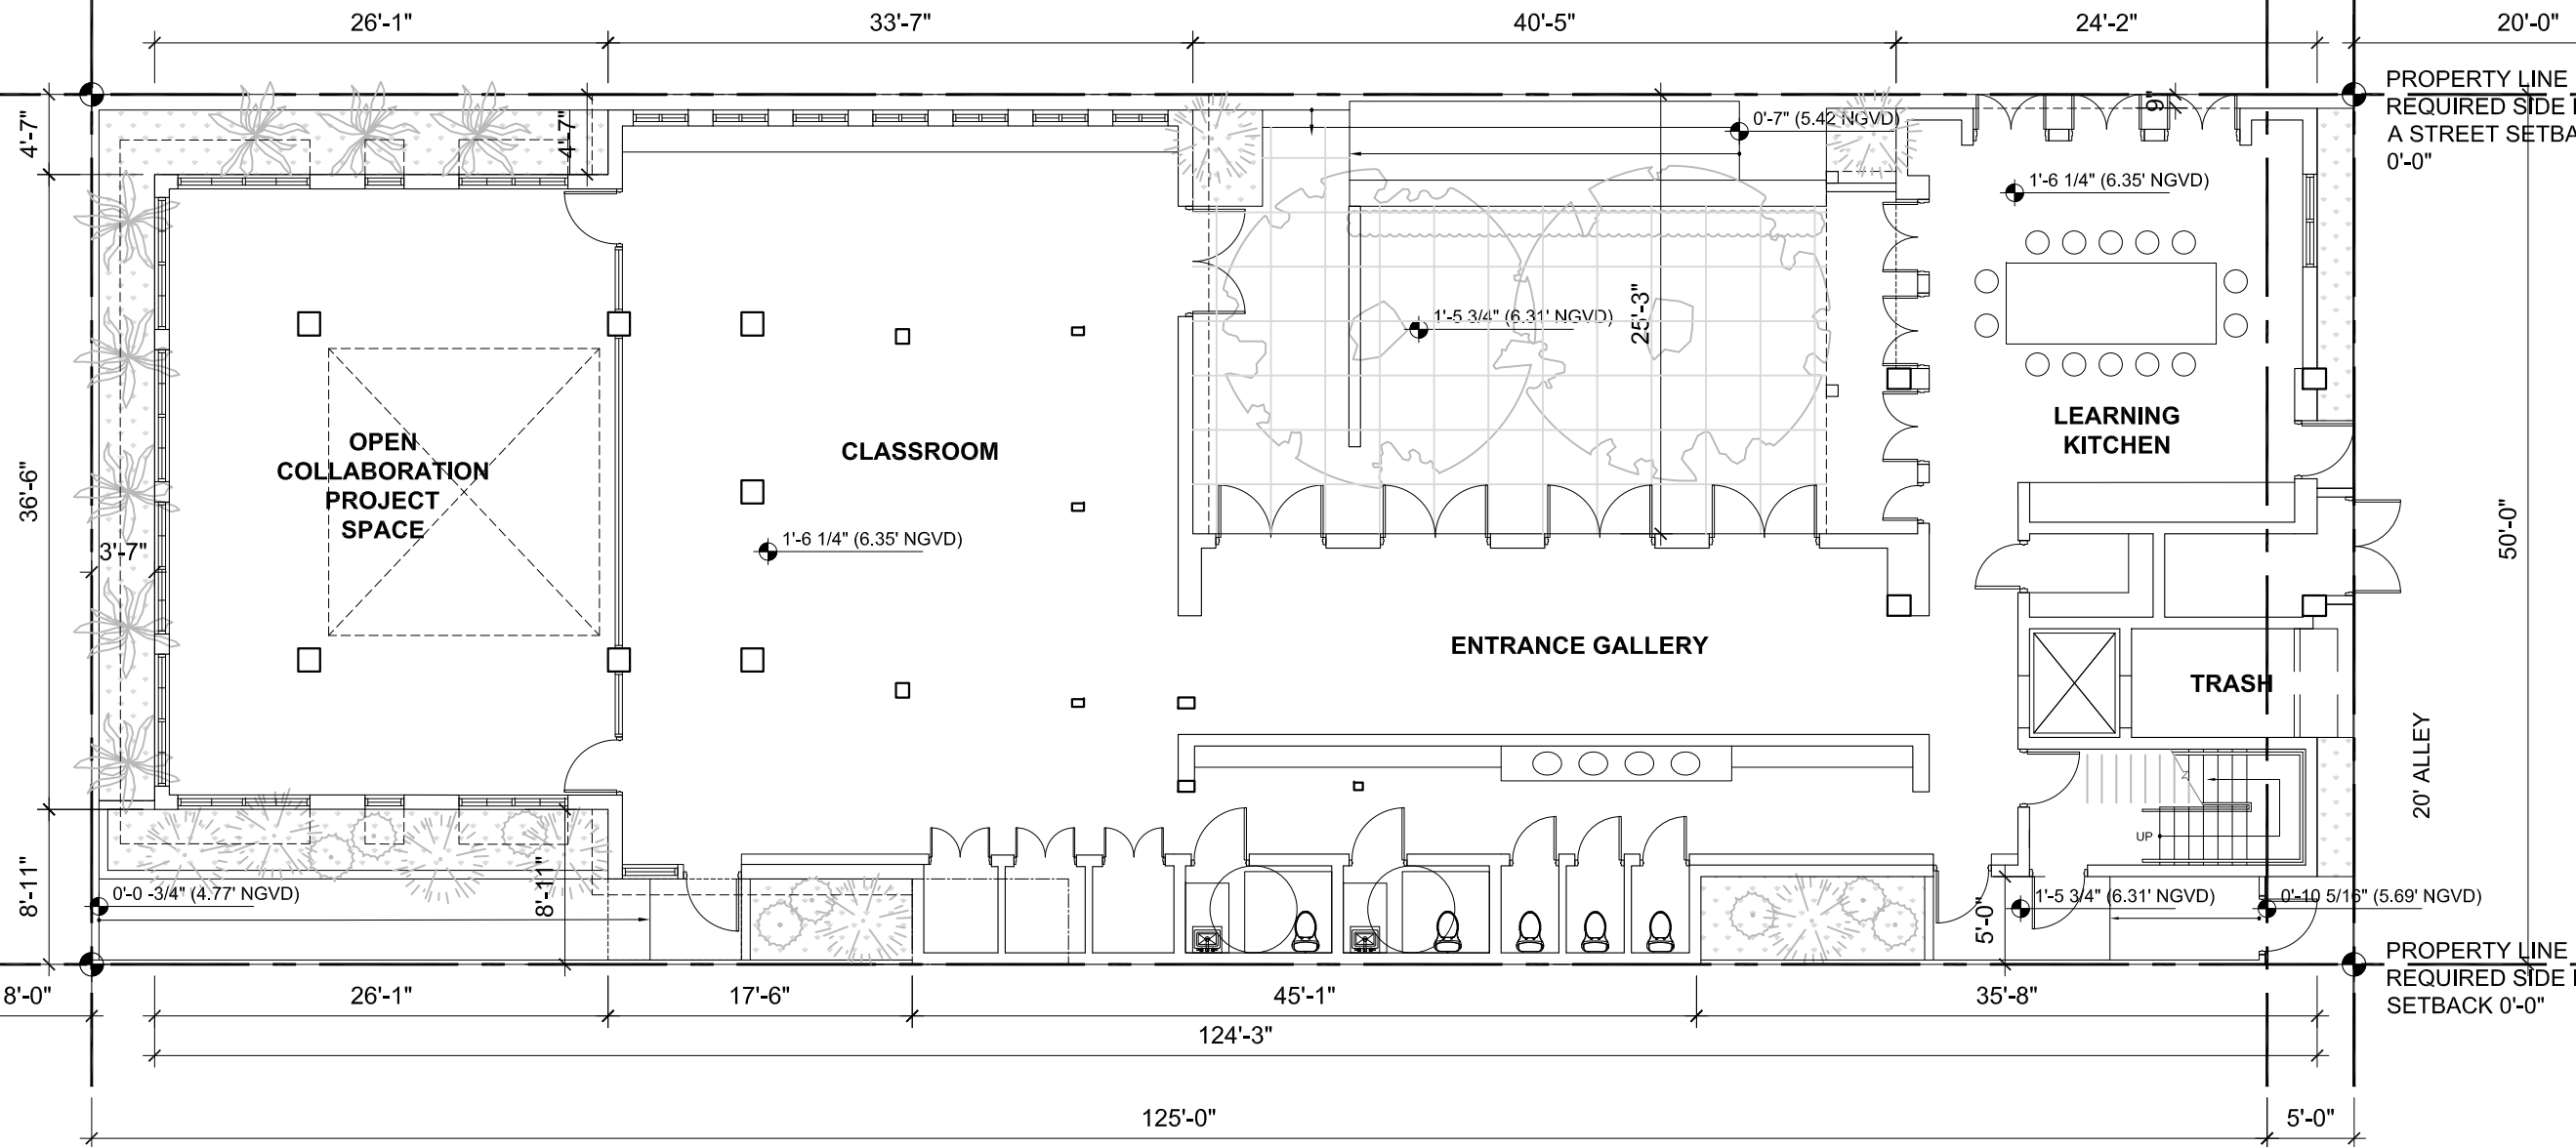 26'-1"
33'-7"
40'-5"
24'-2"
20'-0"
PROPERTY LINE
REQUIRED SIDE
A STREET SETBA
0'-0"
4'-7"
4'-7"
9"
0'-7" (5.42 NGVD)
1'-6 1/4" (6.35' NGVD)
1'-5 3/4" (6.31' NGVD)
25'-3"
OPEN
COLLABORATION
PROJECT
SPACE
CLASSROOM
LEARNING
KITCHEN
36'-6"
3'-7"
1'-6 1/4" (6.35' NGVD)
50'-0"
ENTRANCE GALLERY
TRASH
20' ALLEY
UP
8'-11"
8'-11"
0'-0 -3/4" (4.77' NGVD)
5'-0"
1'-5 3/4" (6.31' NGVD)
0'-10 5/16" (5.69' NGVD)
PROPERTY LINE
REQUIRED SIDE
SETBACK 0'-0"
8'-0"
26'-1"
17'-6"
45'-1"
35'-8"
124'-3"
125'-0"
5'-0"